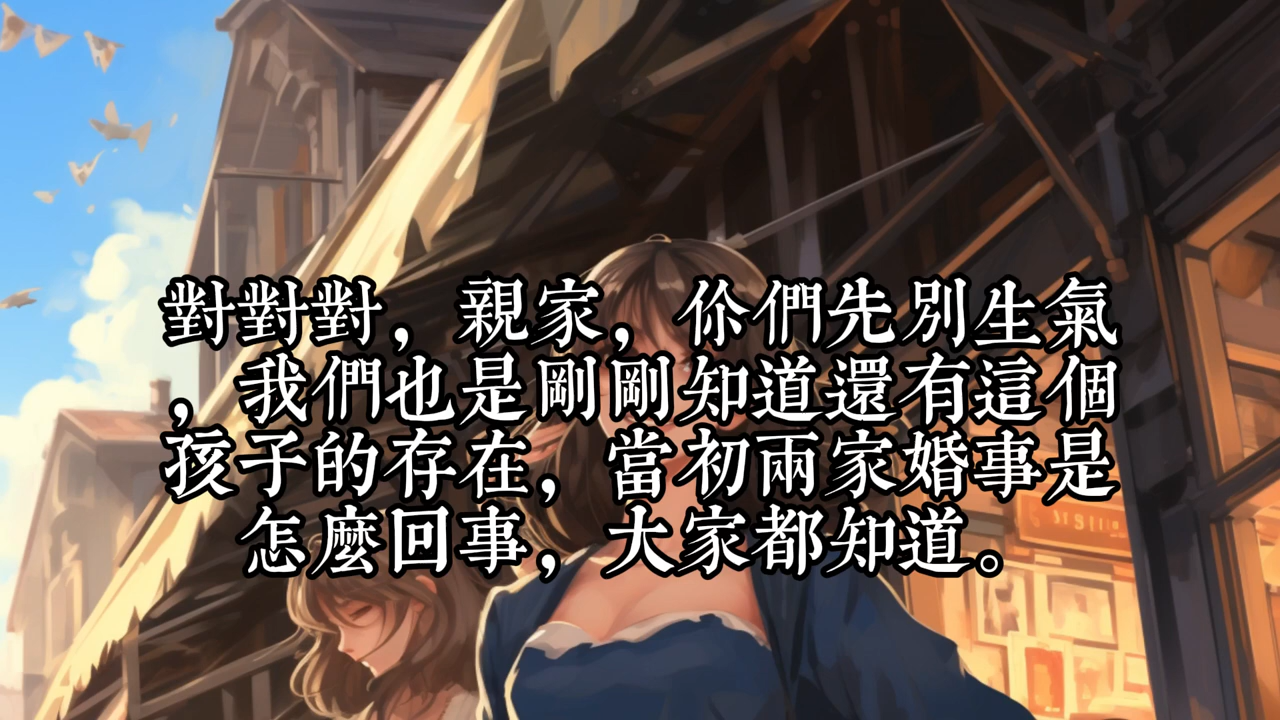 對對對，親家，伱們先別生氣
，我們也是剛剛知道還有這個
孩子的存在，當初兩家婚事是
怎麼回事，大家都知道。